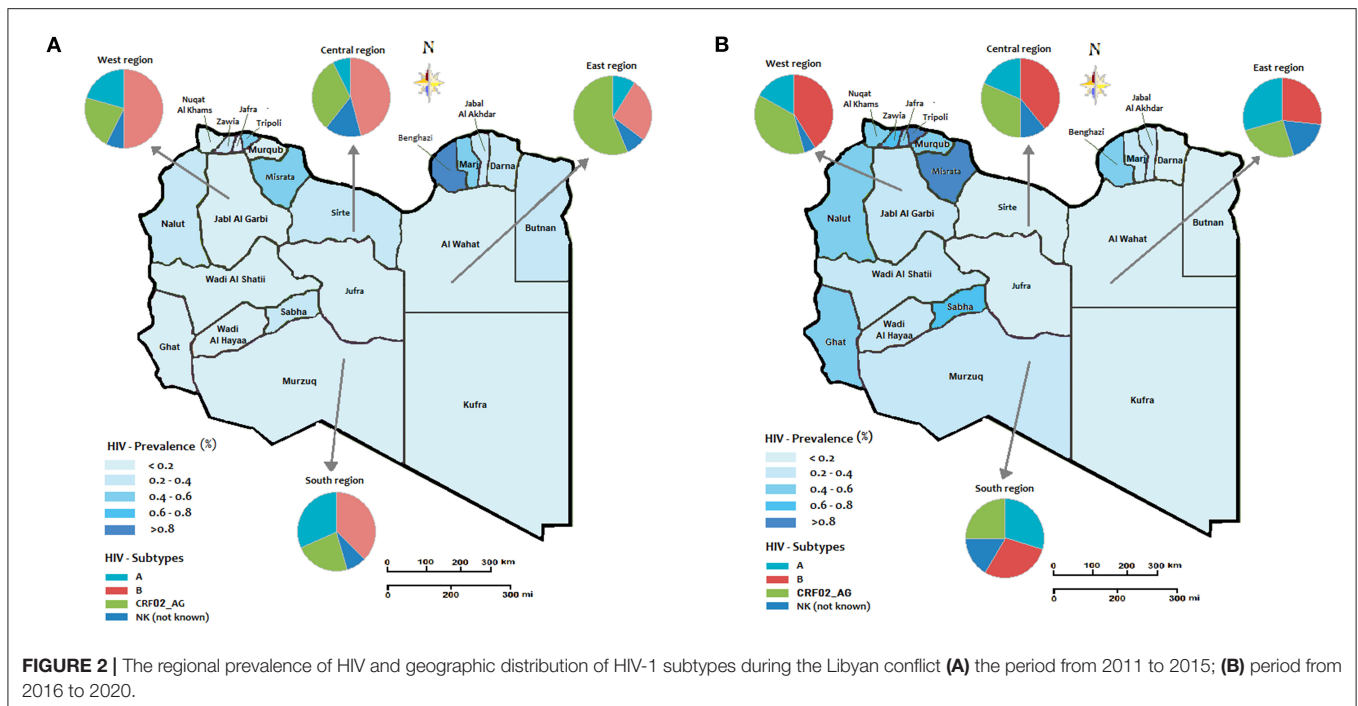 A
West region
Central region
N
East region
Nuqat
Al Khams
Zawia
Jafra
Tripoli
Murqub
Misrata
Jabal
Al Akhdar
Benghazi
Marj
Darna
Nalut
Jabl Al Garbi
Sirte
Al Wahat
Butnan
Wadi Al Shatii
Jufra
Sabha
Wadi
Al Hayaa
Ghat
Murzuq
Kufra
HIV - Prevalence (%)
< 0.2
0.2 - 0.4
0.4 - 0.6
0.6 - 0.8
>0.8
South region
HIV - Subtypes
A
B
CRF02_AG
NK (not known)
0 100 200 300 km
0 200 300 mi
B
West region
Central region
N
East region
Nuqat
Al Khams
Zawia
Jafra
Tripoli
Murqub
Misrata
Jabal
Al Akhdar
Benghazi
Marj
Darna
Nalut
Jabl Al Garbi
Sirte
Al Wahat
Butnan
Wadi Al Shatii
Jufra
Sabha
Wadi
Al Hayaa
Ghat
Murzuq
Kufra
HIV - Prevalence (%)
< 0.2
0.2 - 0.4
0.4 - 0.6
0.6 - 0.8
>0.8
South region
HIV - Subtypes
A
B
CRF02_AG
NK (not known)
0 100 200 300 km
0 200 300 mi
FIGURE 2 | The regional prevalence of HIV and geographic distribution of HIV-1 subtypes during the Libyan conflict (A) the period from 2011 to 2015; (B) period from
2016 to 2020.